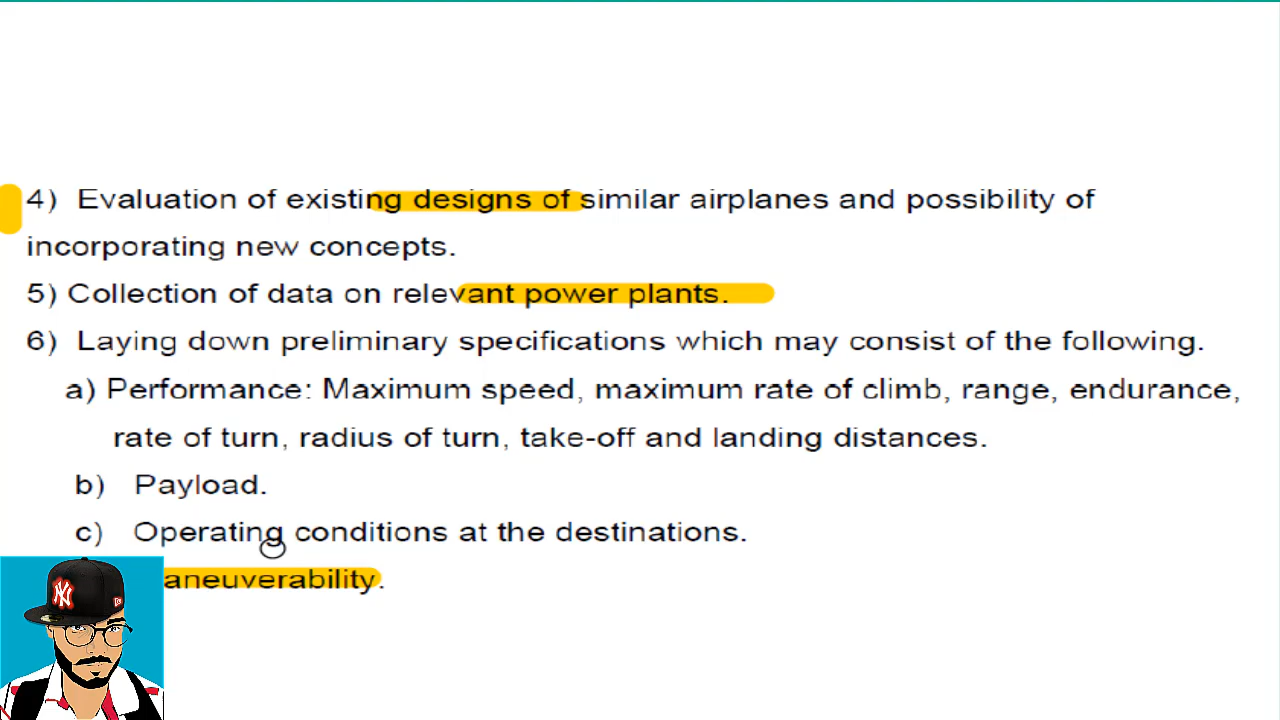 4) Evaluation of existing designs of similar airplanes and possibility of
incorporating new concepts.
5) Collection of data on relevant power plants.
6) Laying down preliminary specifications which may consist of the following.
a) Performance: Maximum speed, maximum rate of climb, range, endurance,
rate of turn, radius of turn, take-off and landing distances.
b) Payload.
c) Operating conditions at the destinations.
aneuverability.
NY